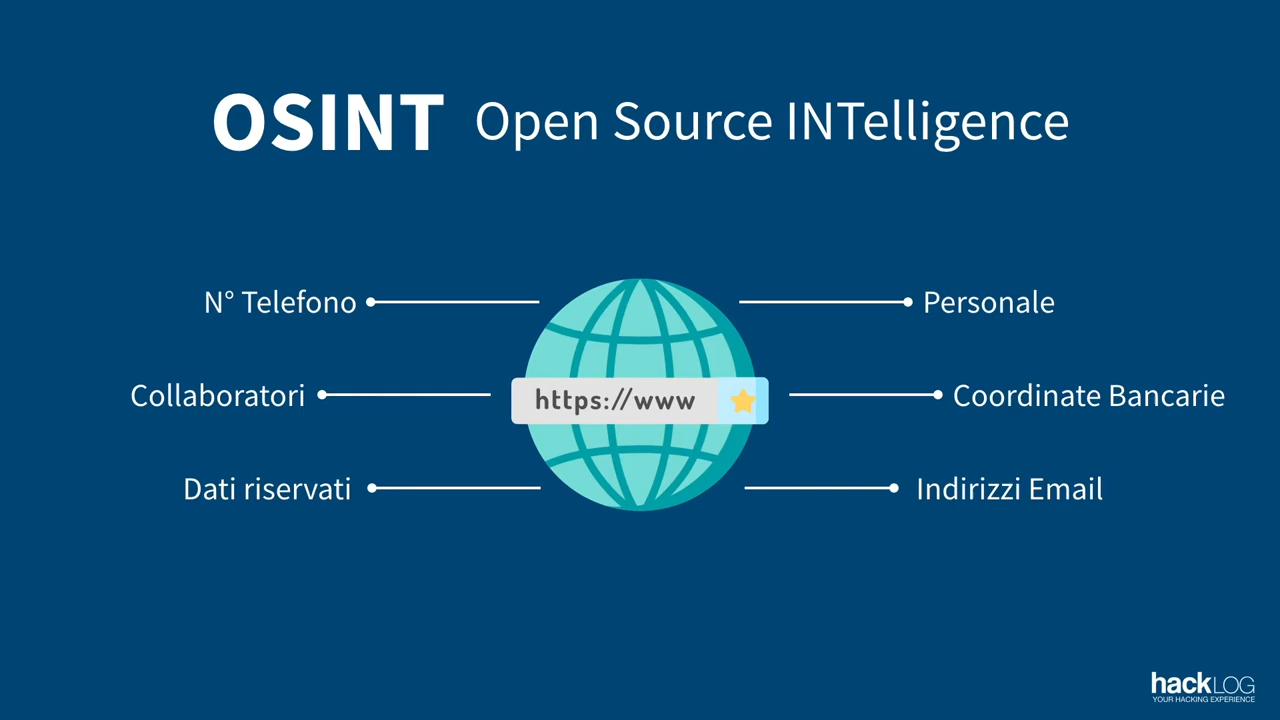 OSINT Open Source INTelligence
N° Telefono
Personale
Collaboratori
https://www
Coordinate Bancarie
Dati riservati
Indirizzi Email
hackLOG
YOUR HACKING EXPERIENCE